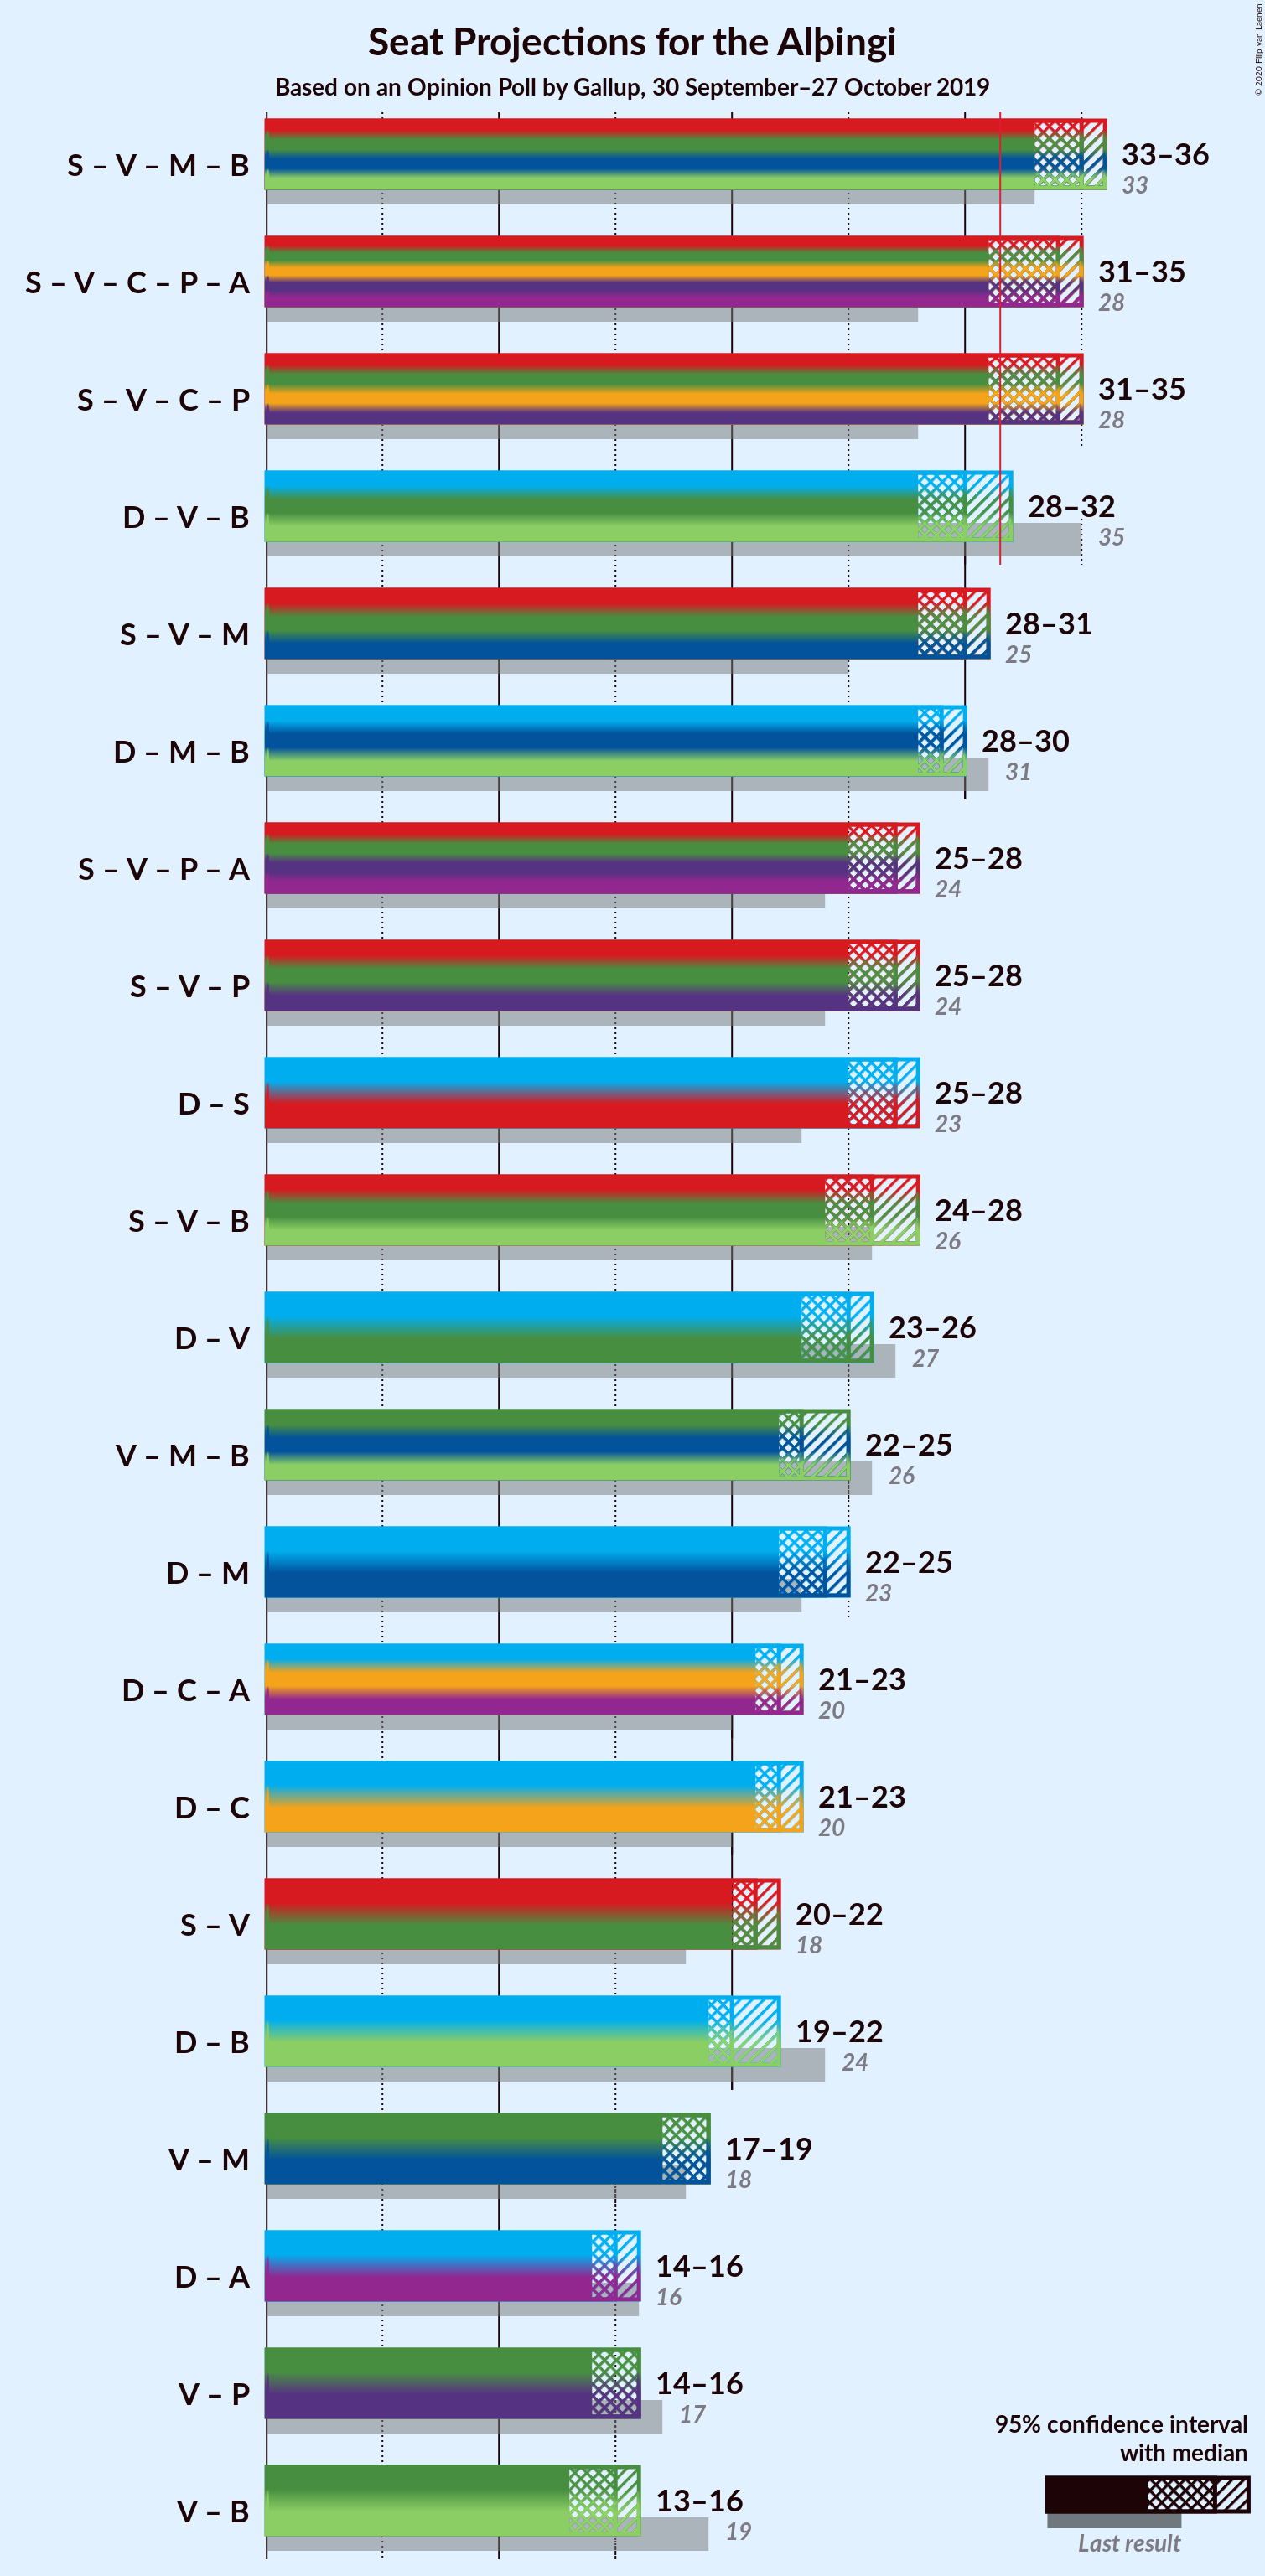 Seat Projections for the Alþingi
Based on an Opinion Poll by Gallup, 30 September–27 October 2019
© 2020 Filip van Laenen
S – V – M – B
33–36
33
S – V – C – P – A
31–35
28
S – V – C – P
31–35
28
D – V – B
28–32
35
S – V – M
28–31
25
D – M – B
28–30
31
S – V – P – A
25–28
24
S – V – P
25–28
24
D – S
25–28
23
S – V – B
24–28
26
D – V
23–26
27
V – M – B
22–25
26
D – M
22–25
23
D – C – A
21–23
20
D – C
21–23
20
S – V
20–22
18
D – B
19–22
24
V – M
17–19
18
D – A
14–16
16
V – P
14–16
17
V – B
13–16
19
95% confidence interval
with median
Last result